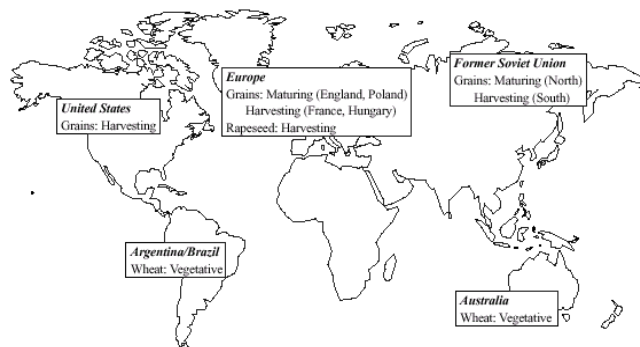 Former Soviet Union
Grains: Maturing (North)
Harvesting (South)
Europe
Grains: Maturing (England, Poland)
Harvesting (France, Hungary)
Rapeseed: Harvesting
United States
Grains: Harvesting
Argentina/Brazil
Wheat: Vegetative
Australia
Wheat: Vegetative